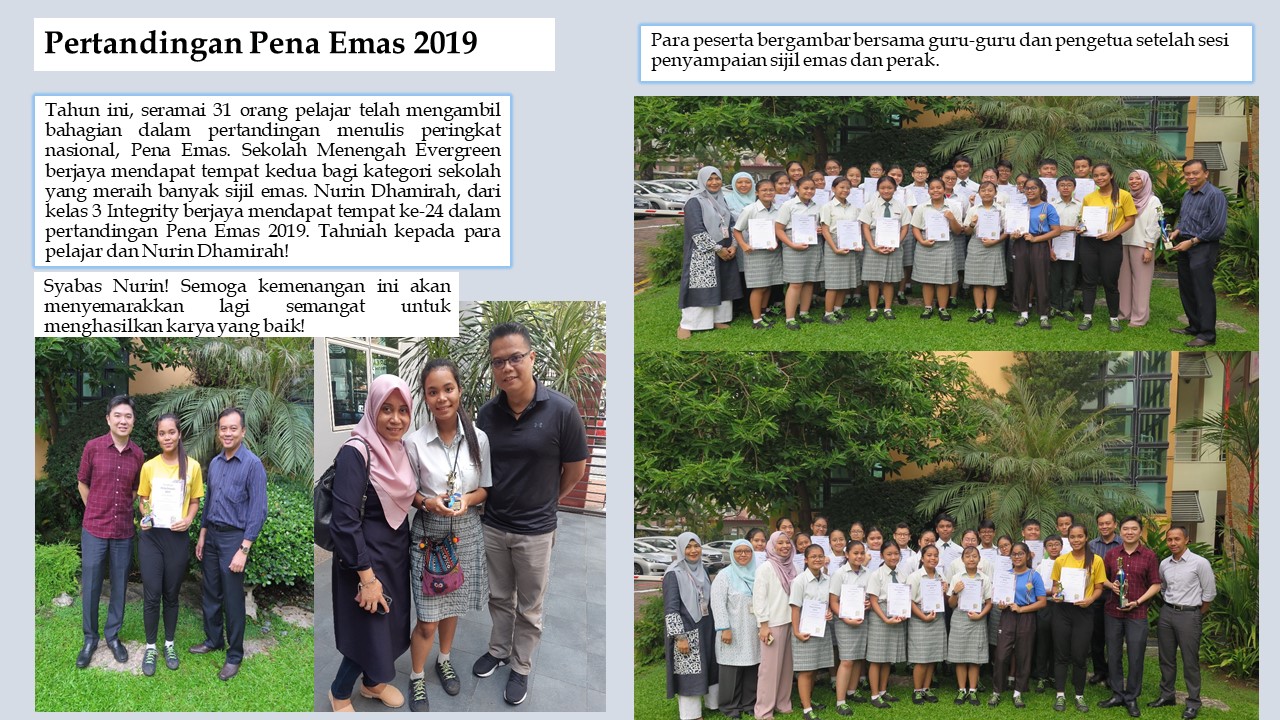 Pertandingan Pena Emas 2019
Tahun ini, seramai 31 orang pelajar telah mengambil
bahagian dalam pertandingan menulis peringkat
nasional, Pena Emas. Sekolah Menengah Evergreen
berjaya mendapat tempat kedua bagi kategori sekolah
yang meraih banyak sijil emas. Nurin Dhamirah, dari
kelas 3 Integrity berjaya mendapat tempat ke-24 dalam
pertandingan Pena Emas 2019. Tahniah kepada para
pelajar dan Nurin Dhamirah!
Syabas Nurin! Semoga kemenangan ini akan
menyemarakkan lagi semangat untuk
menghasilkan karya yang baik!
Para peserta bergambar bersama guru-guru dan pengetua setelah sesi
penyampaian sijil emas dan perak.